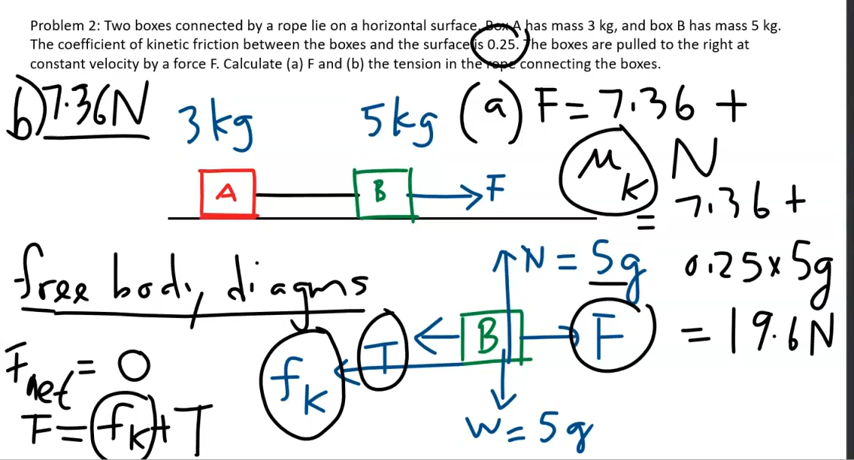 Problem 2: Two boxes connected by a rope lie on a horizontal surface. Box A has mass 3 kg, and box B has mass 5 kg.
The coefficient of kinetic friction between the boxes and the surface is 0.25. The boxes are pulled to the right at
constant velocity by a force F. Calculate (a) F and (b) the tension in the rope connecting the boxes.
b) 7.36N
3kg
5kg
(a) F = 7.36 +
μK N
A
B
F
= 7.36 +
0.25 × 5g
= 19.6N
free body diagms
N = 5g
fK
T
B
F
W = 5g
Fnet = 0
F = fK + T